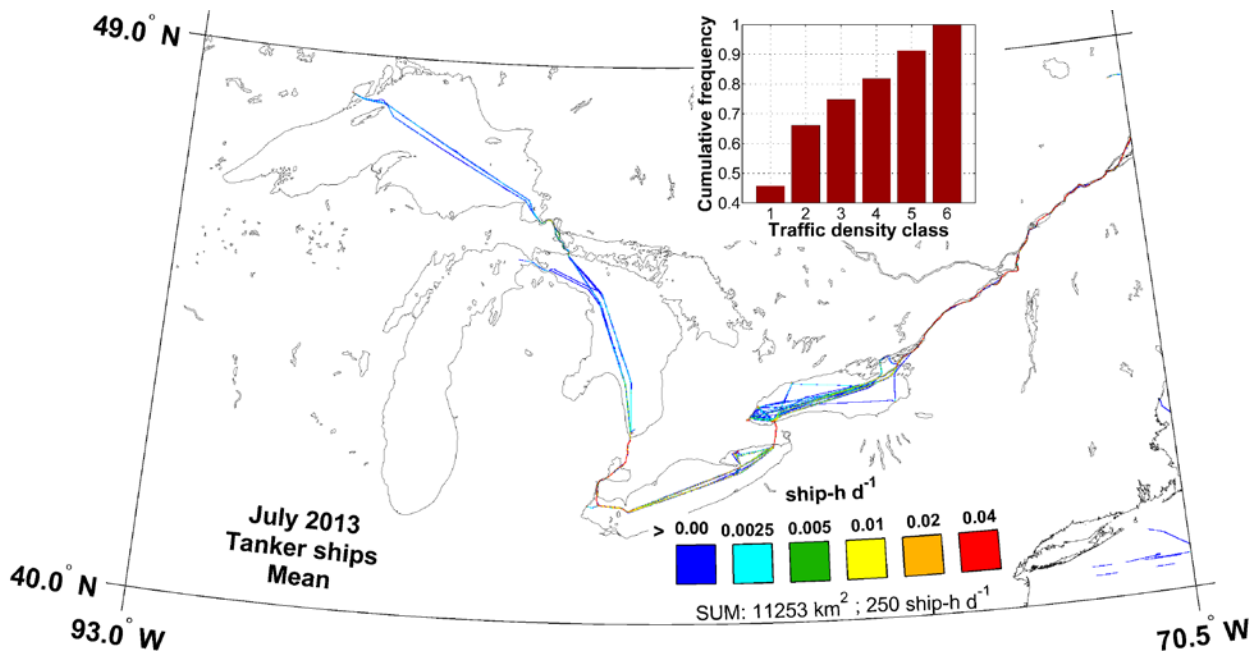 49.0° N
1
0.9
0.8
0.7
0.6
0.5
0.4
Cumulative frequency
1 2 3 4 5 6
Traffic density class
July 2013
Tanker ships
Mean
ship-h d⁻¹
> 0.00 0.0025 0.005 0.01 0.02 0.04
SUM: 11253 km² ; 250 ship-h d⁻¹
40.0° N
93.0° W
70.5° W